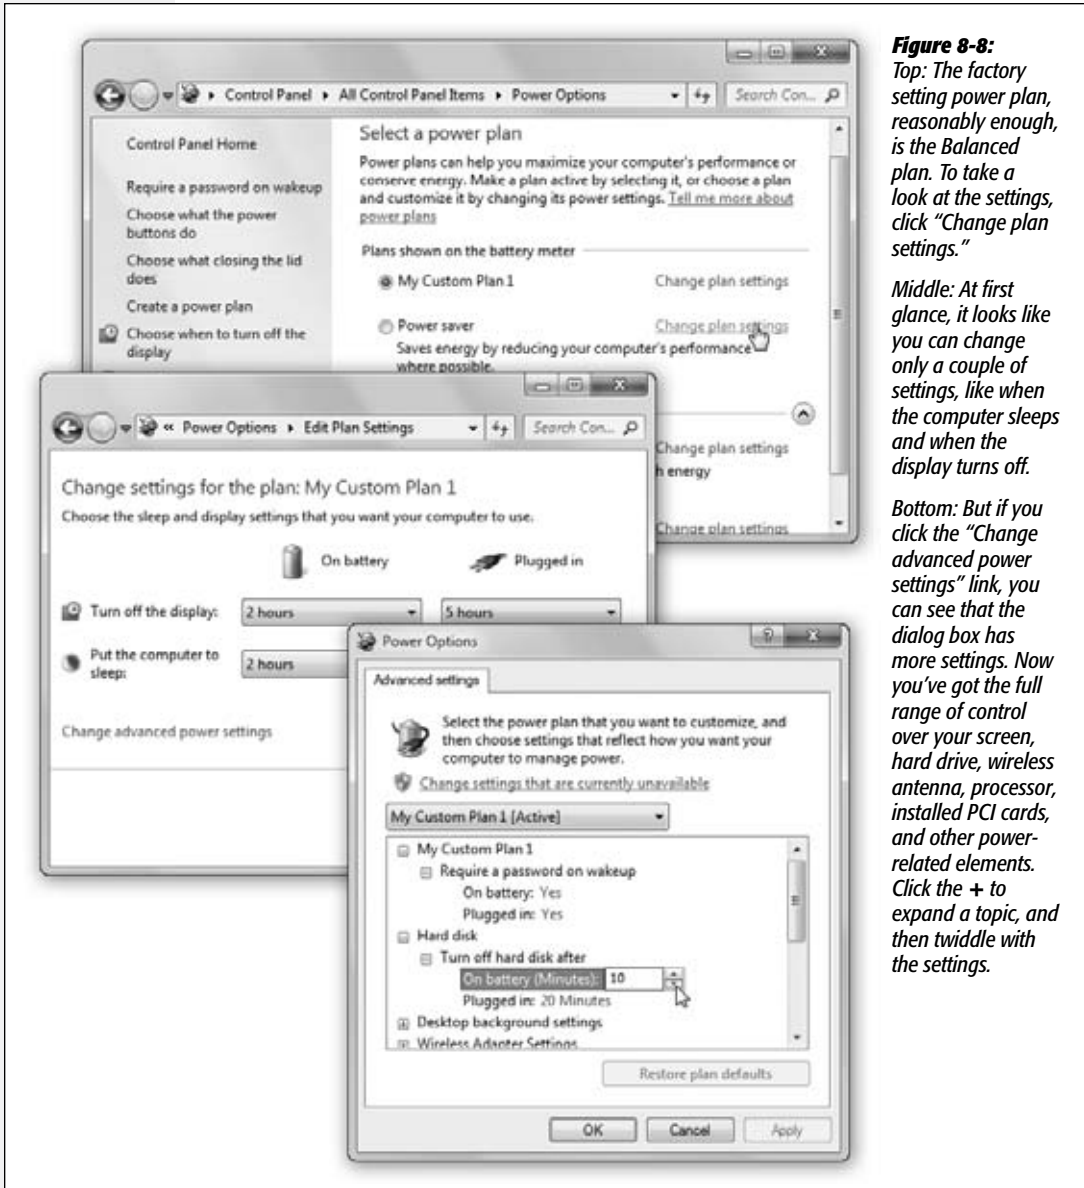 Control Panel ▸ All Control Panel Items ▸ Power Options
Search Con...
Control Panel Home
Require a password on wakeup
Choose what the power
buttons do
Choose what closing the lid
does
Create a power plan
Choose when to turn off the
display
Select a power plan
Power plans can help you maximize your computer's performance or
conserve energy. Make a plan active by selecting it, or choose a plan
and customize it by changing its power settings. Tell me more about
power plans
Plans shown on the battery meter
My Custom Plan 1 Change plan settings
Power saver Change plan settings
Saves energy by reducing your computer's performance
where possible.
Change plan settings
h energy
Change plan settings
« Power Options ▸ Edit Plan Settings
Search Con...
Change settings for the plan: My Custom Plan 1
Choose the sleep and display settings that you want your computer to use.
On battery Plugged in
Turn off the display: 2 hours 5 hours
Put the computer to
sleep: 2 hours
Change advanced power settings
Power Options
Advanced settings
Select the power plan that you want to customize, and
then choose settings that reflect how you want your
computer to manage power.
Change settings that are currently unavailable
My Custom Plan 1 [Active]
My Custom Plan 1
Require a password on wakeup
On battery: Yes
Plugged in: Yes
Hard disk
Turn off hard disk after
On battery (Minutes): 10
Plugged in: 20 Minutes
Desktop background settings
Wireless Adapter Settings
Restore plan defaults
OK Cancel Apply
Figure 8-8:
Top: The factory
setting power plan,
reasonably enough,
is the Balanced
plan. To take a
look at the settings,
click “Change plan
settings.”
Middle: At first
glance, it looks like
you can change
only a couple of
settings, like when
the computer sleeps
and when the
display turns off.
Bottom: But if you
click the “Change
advanced power
settings” link, you
can see that the
dialog box has
more settings. Now
you’ve got the full
range of control
over your screen,
hard drive, wireless
antenna, processor,
installed PCI cards,
and other power-
related elements.
Click the + to
expand a topic, and
then twiddle with
the settings.